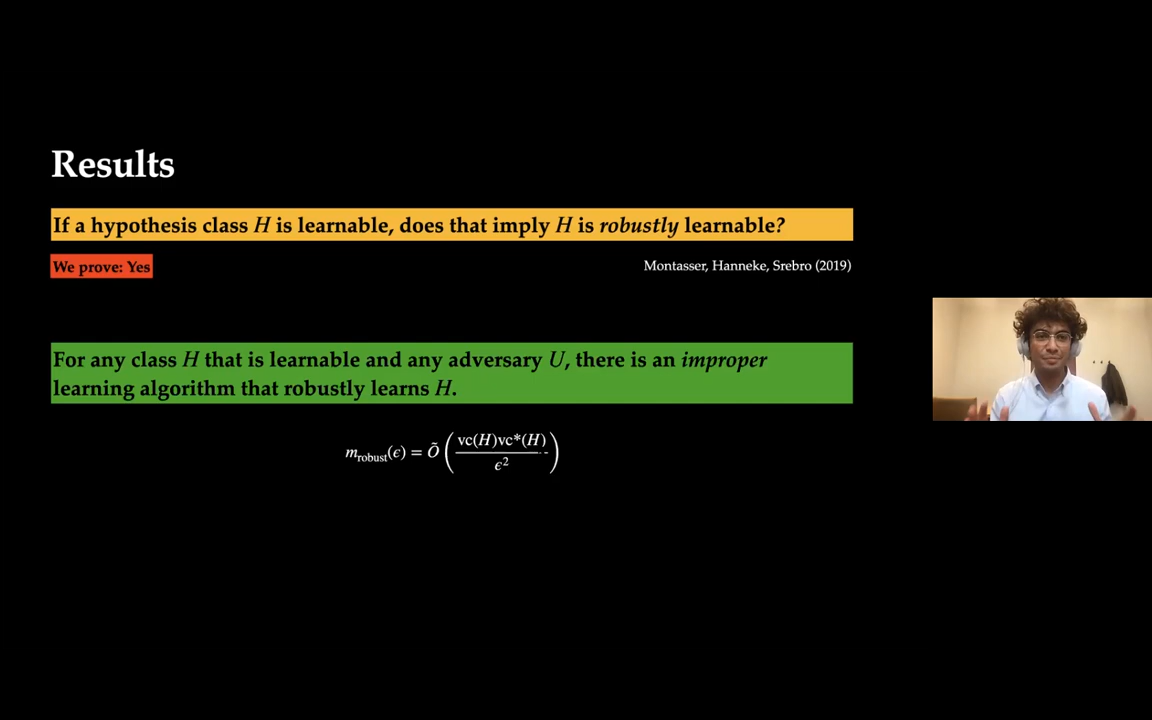 Results
If a hypothesis class H is learnable, does that imply H is robustly learnable?
We prove: Yes
Montasser, Hanneke, Srebro (2019)
For any class H that is learnable and any adversary U, there is an improper
learning algorithm that robustly learns H.
m_robust(ϵ) = Õ ( vc(H)vc*(H) / ϵ² )